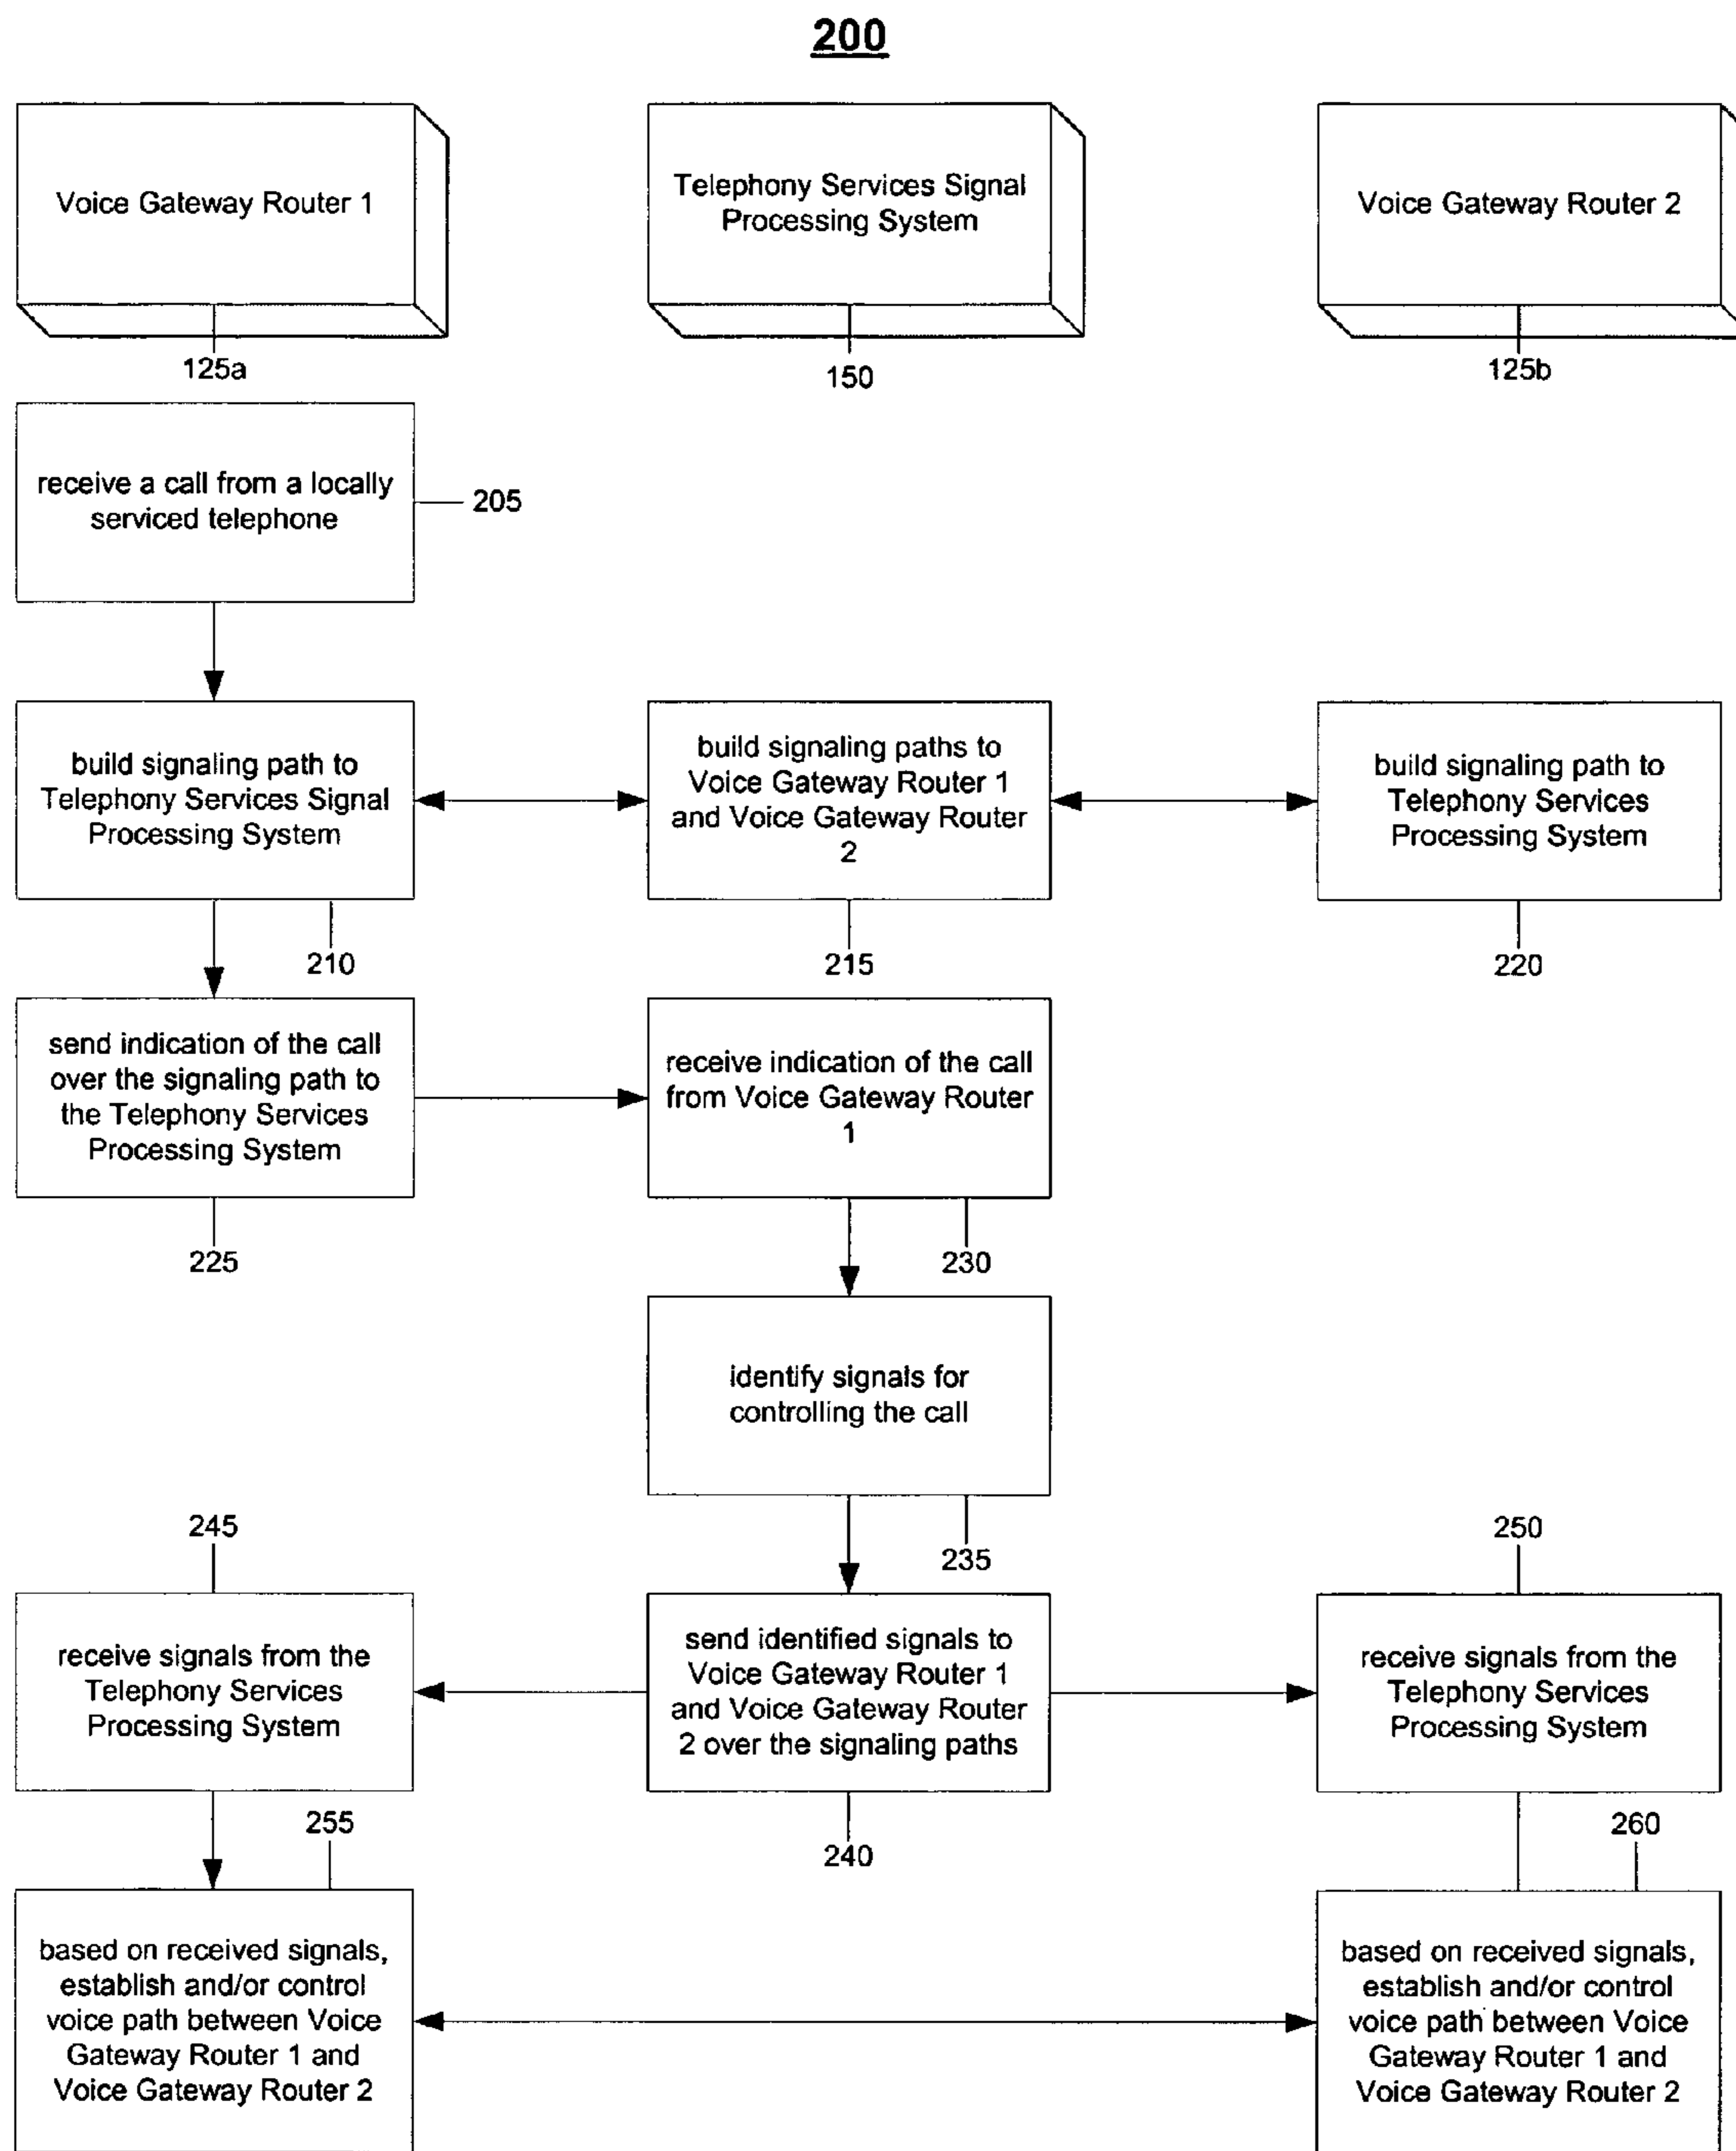 200
Voice Gateway Router 1
Telephony Services Signal
Processing System
Voice Gateway Router 2
125a
150
125b
receive a call from a locally
serviced telephone
205
build signaling path to
Telephony Services Signal
Processing System
build signaling paths to
Voice Gateway Router 1
and Voice Gateway Router
2
build signaling path to
Telephony Services
Processing System
210
215
220
send indication of the call
over the signaling path to
the Telephony Services
Processing System
receive indication of the call
from Voice Gateway Router
1
225
230
identify signals for
controlling the call
245
235
250
receive signals from the
Telephony Services
Processing System
send identified signals to
Voice Gateway Router 1
and Voice Gateway Router
2 over the signaling paths
receive signals from the
Telephony Services
Processing System
255
240
260
based on received signals,
establish and/or control
voice path between Voice
Gateway Router 1 and
Voice Gateway Router 2
based on received signals,
establish and/or control
voice path between Voice
Gateway Router 1 and
Voice Gateway Router 2